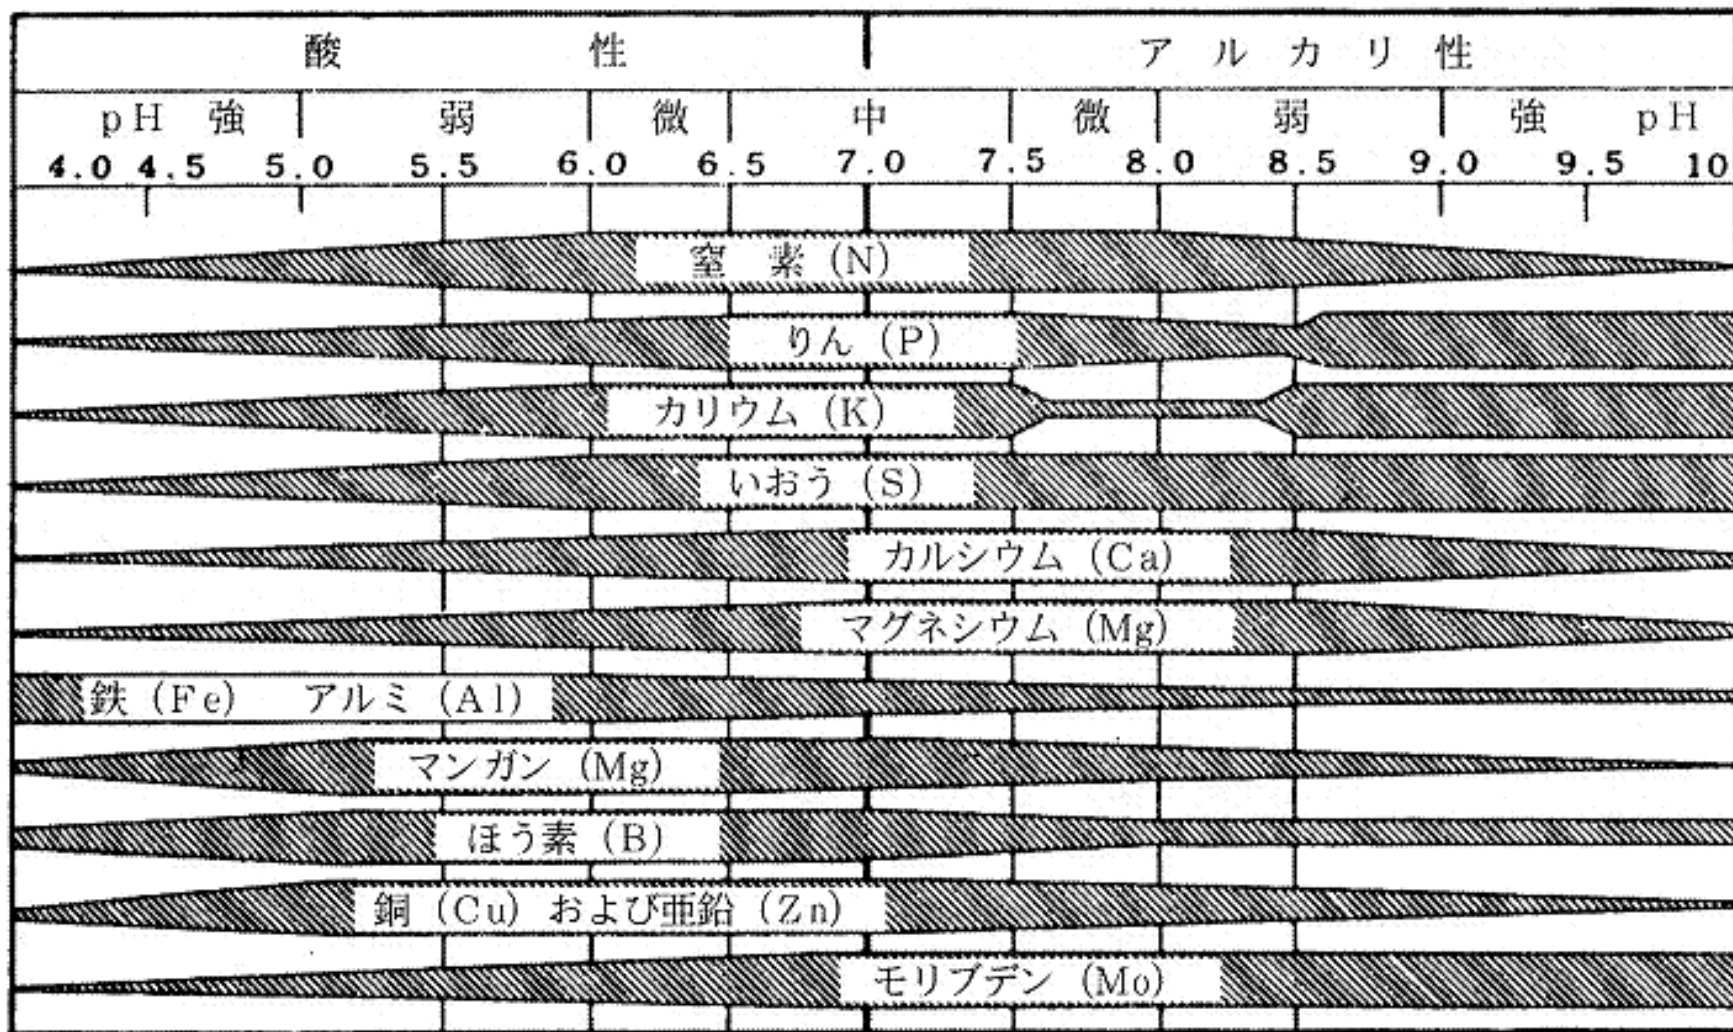 酸性 アルカリ性
pH 強 弱 微 中 微 弱 強 pH
4.0 4.5 5.0 5.5 6.0 6.5 7.0 7.5 8.0 8.5 9.0 9.5 10
窒素 (N)
りん (P)
カリウム (K)
いおう (S)
カルシウム (Ca)
マグネシウム (Mg)
鉄 (Fe) アルミ (Al)
マンガン (Mg)
ほう素 (B)
銅 (Cu) および亜鉛 (Zn)
モリブデン (Mo)